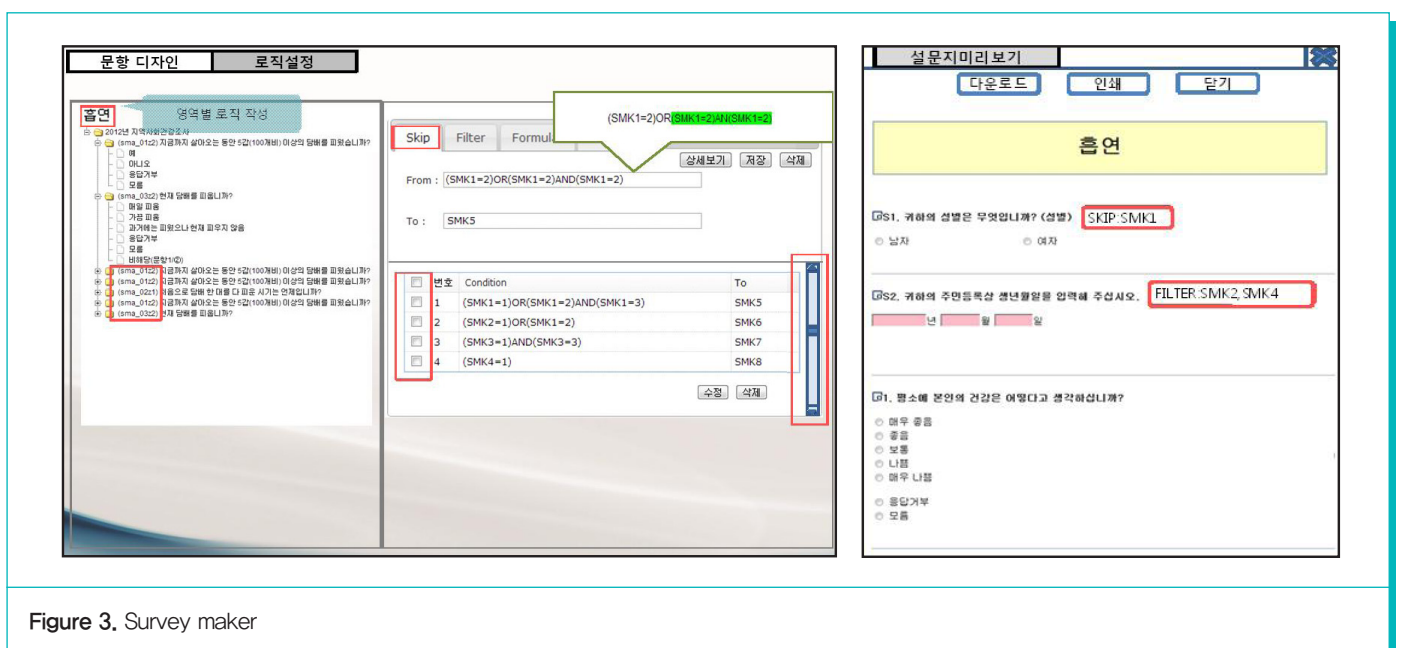 문항 디자인
로직설정
흡연
영역별 로직 작성
2012년 지역사회건강조사
(sma_01z2) 지금까지 살아오는 동안 5갑(100개비) 이상의 담배를 피웠습니까?
예
아니오
응답거부
모름
(sma_03z2) 현재 담배를 피웁니까?
매일 피움
가끔 피움
과거에는 피웠으나 현재 피우지 않음
응답거부
모름
비해당(문항1/②)
(sma_01z2) 지금까지 살아오는 동안 5갑(100개비) 이상의 담배를 피웠습니까?
(sma_01z2) 지금까지 살아오는 동안 5갑(100개비) 이상의 담배를 피웠습니까?
(sma_02z1) 처음으로 담배 한 대를 다 피운 시기는 언제입니까?
(sma_01z2) 지금까지 살아오는 동안 5갑(100개비) 이상의 담배를 피웠습니까?
(sma_03z2) 현재 담배를 피웁니까?
(SMK1=2)OR(SMK1=2)AN(SMK1=2)
Skip Filter Formula
상세보기 저장 삭제
From : (SMK1=2)OR(SMK1=2)AND(SMK1=2)
To : SMK5
번호 Condition To
1 (SMK1=1)OR(SMK1=2)AND(SMK1=3) SMK5
2 (SMK2=1)OR(SMK1=2) SMK6
3 (SMK3=1)AND(SMK3=3) SMK7
4 (SMK4=1) SMK8
수정 삭제
설문지미리보기
다운로드 인쇄 닫기
흡연
S1. 귀하의 성별은 무엇입니까? (성별) SKIP:SMK1
남자 여자
S2. 귀하의 주민등록상 생년월일을 입력해 주십시오. FILTER:SMK2, SMK4
년 월 일
1. 평소에 본인의 건강은 어떻다고 생각하십니까?
매우 좋음
좋음
보통
나쁨
매우 나쁨
응답거부
모름
Figure 3. Survey maker